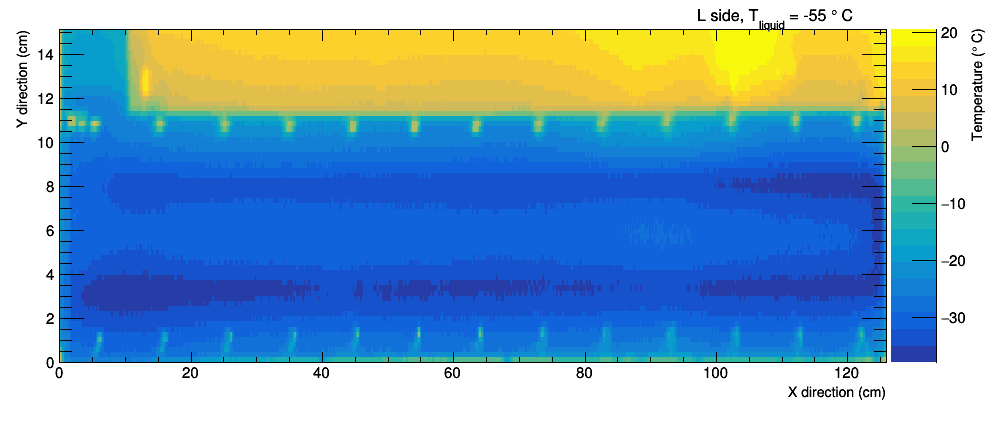 L side, T_liquid = -55 ° C
Y direction (cm)
14
12
10
8
6
4
2
0
0 20 40 60 80 100 120
X direction (cm)
20
10
0
−10
−20
−30
Temperature (° C)